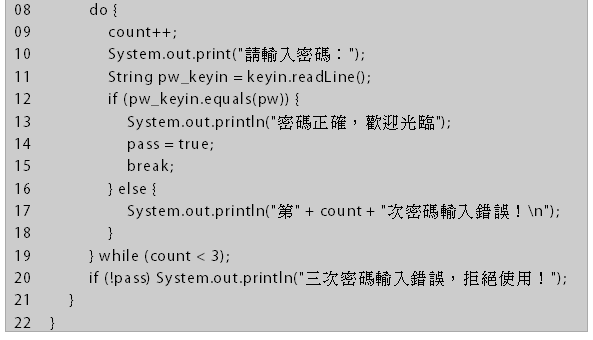 08 do {
09 count++;
10 System.out.print("請輸入密碼：");
11 String pw_keyin = keyin.readLine();
12 if (pw_keyin.equals(pw)) {
13 System.out.println("密碼正確，歡迎光臨");
14 pass = true;
15 break;
16 } else {
17 System.out.println("第" + count + "次密碼輸入錯誤！\n");
18 }
19 } while (count < 3);
20 if (!pass) System.out.println("三次密碼輸入錯誤，拒絕使用！");
21 }
22 }